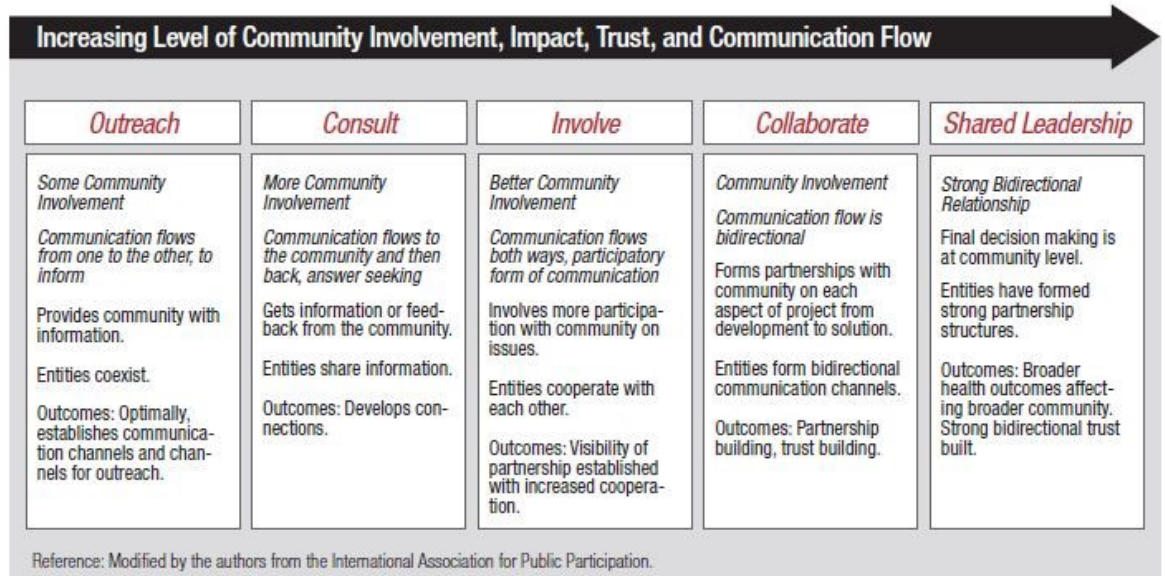 Increasing Level of Community Involvement, Impact, Trust, and Communication Flow
Outreach
Some Community
Involvement
Communication flows
from one to the other, to
inform
Provides community with
information.
Entities coexist.
Outcomes: Optimally,
establishes communica-
tion channels and chan-
nels for outreach.
Consult
More Community
Involvement
Communication flows to
the community and then
back, answer seeking
Gets information or feed-
back from the community.
Entities share information.
Outcomes: Develops con-
nections.
Involve
Better Community
Involvement
Communication flows
both ways, participatory
form of communication
Involves more participa-
tion with community on
issues.
Entities cooperate with
each other.
Outcomes: Visibility of
partnership established
with increased coopera-
tion.
Collaborate
Community Involvement
Communication flow is
bidirectional
Forms partnerships with
community on each
aspect of project from
development to solution.
Entities form bidirectional
communication channels.
Outcomes: Partnership
building, trust building.
Shared Leadership
Strong Bidirectional
Relationship
Final decision making is
at community level.
Entities have formed
strong partnership
structures.
Outcomes: Broader
health outcomes affect-
ing broader community.
Strong bidirectional trust
built.
Reference: Modified by the authors from the International Association for Public Participation.